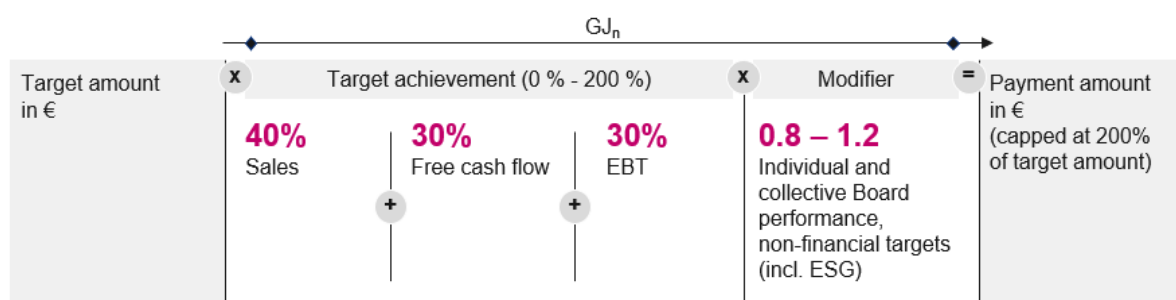 GJn
Target amount
in €
x
Target achievement (0 % - 200 %)
x
Modifier
=
Payment amount
in €
(capped at 200%
of target amount)
40%
Sales
+
30%
Free cash flow
+
30%
EBT
0.8 – 1.2
Individual and
collective Board
performance,
non-financial targets
(incl. ESG)